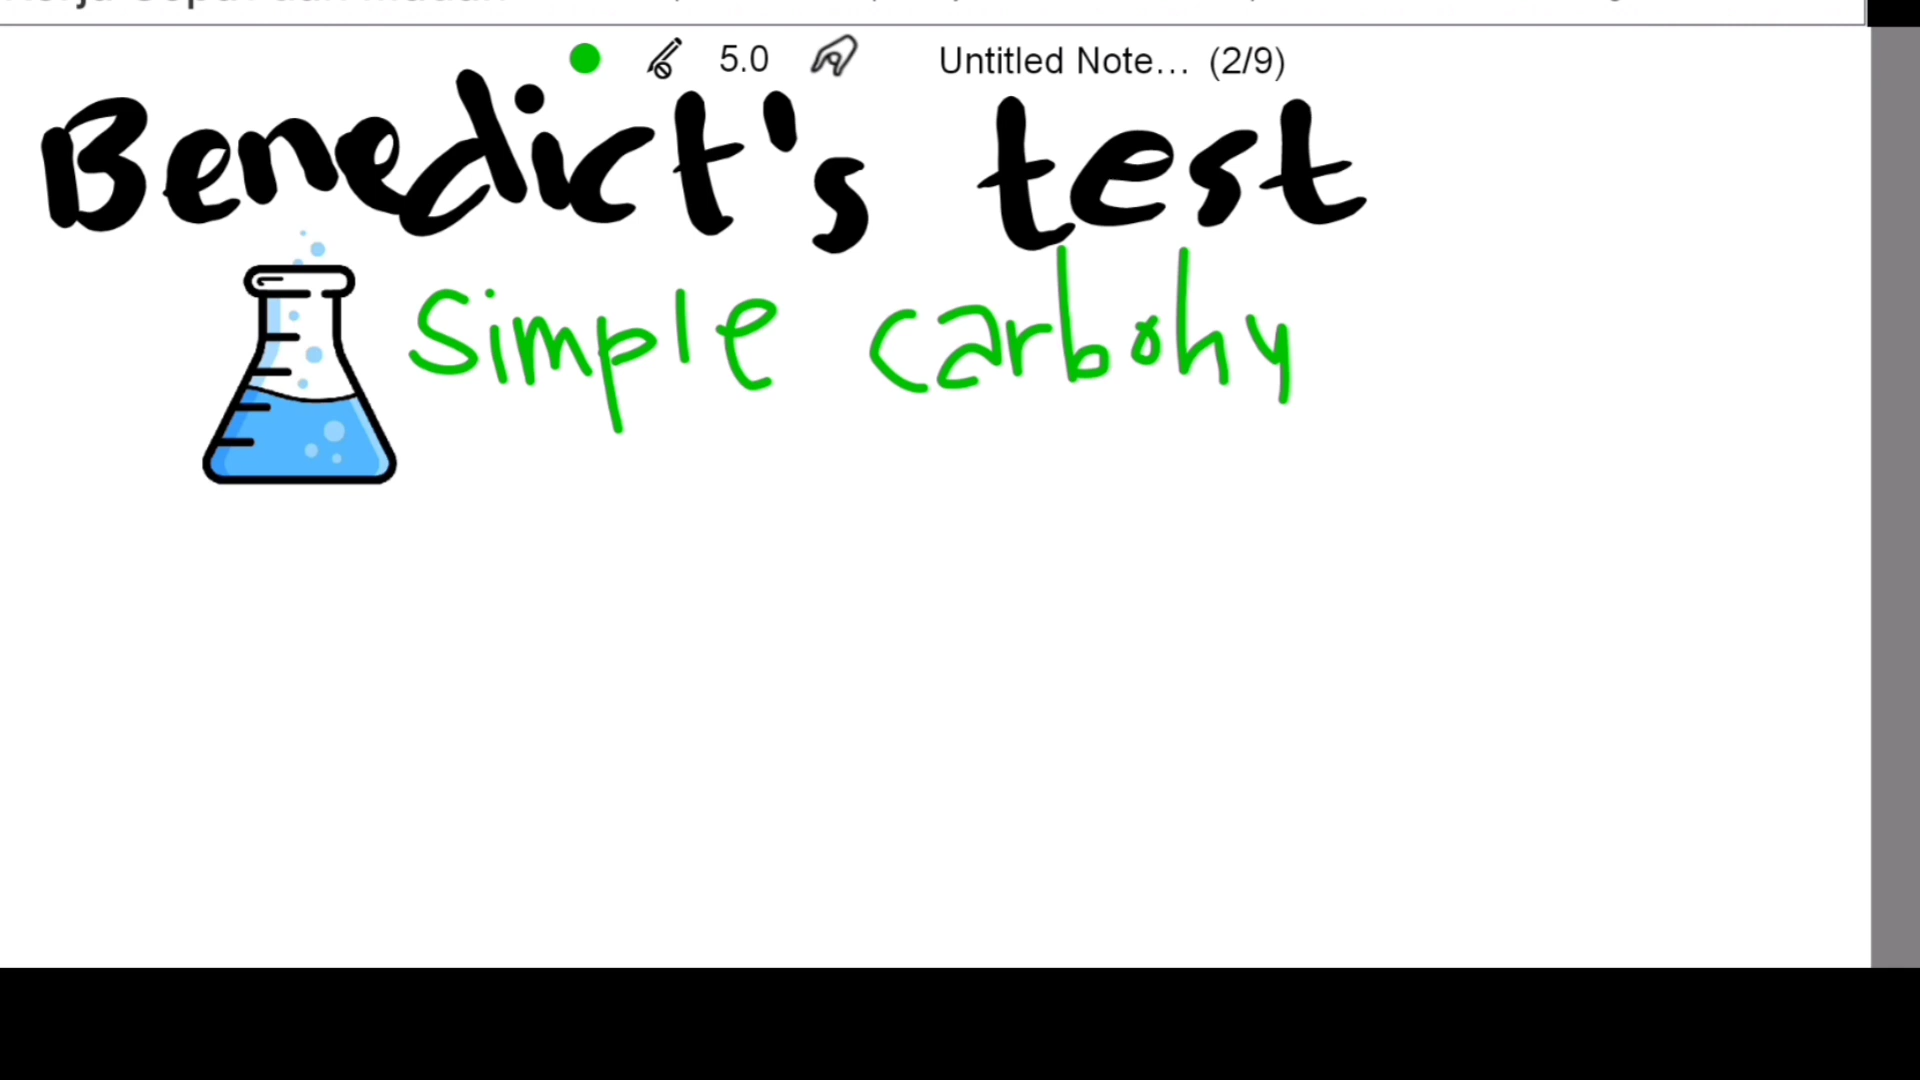 5.0 Untitled Note... (2/9)
Benedict's test
Simple carbohy